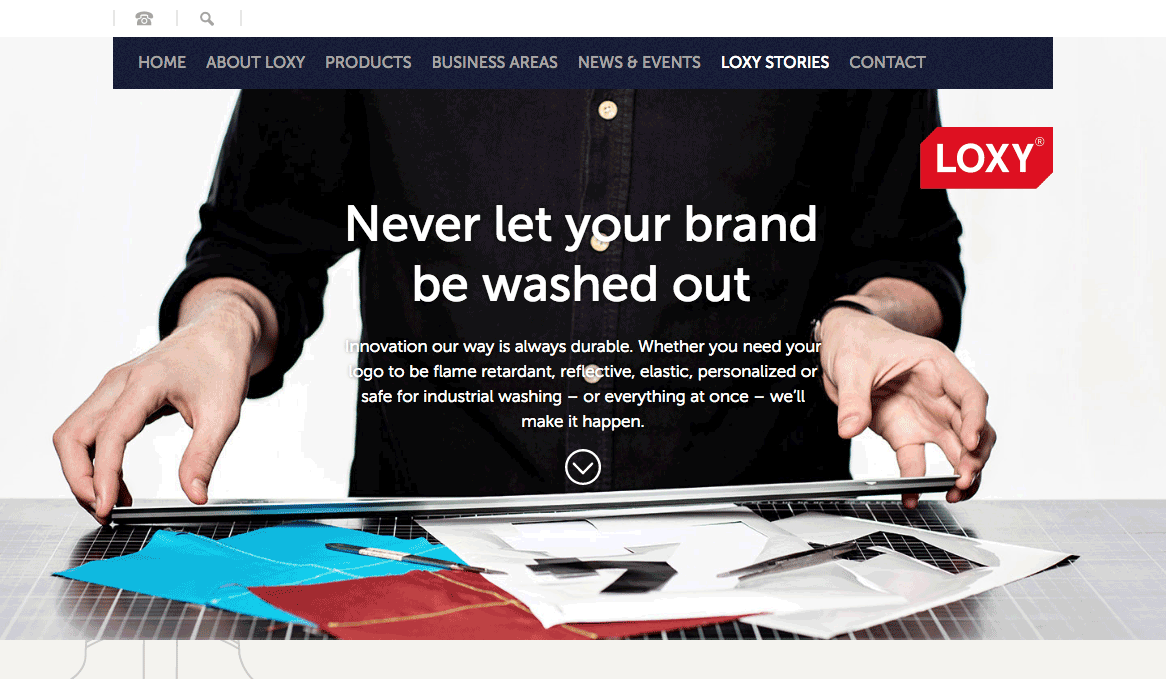 HOME ABOUT LOXY PRODUCTS BUSINESS AREAS NEWS & EVENTS LOXY STORIES CONTACT
LOXY®
Never let your brand
be washed out
Innovation our way is always durable. Whether you need your
logo to be flame retardant, reflective, elastic, personalized or
safe for industrial washing – or everything at once – we'll
make it happen.